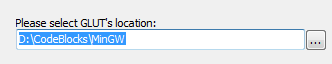 Please select GLUT's location:
D:\CodeBlocks\MinGW
...